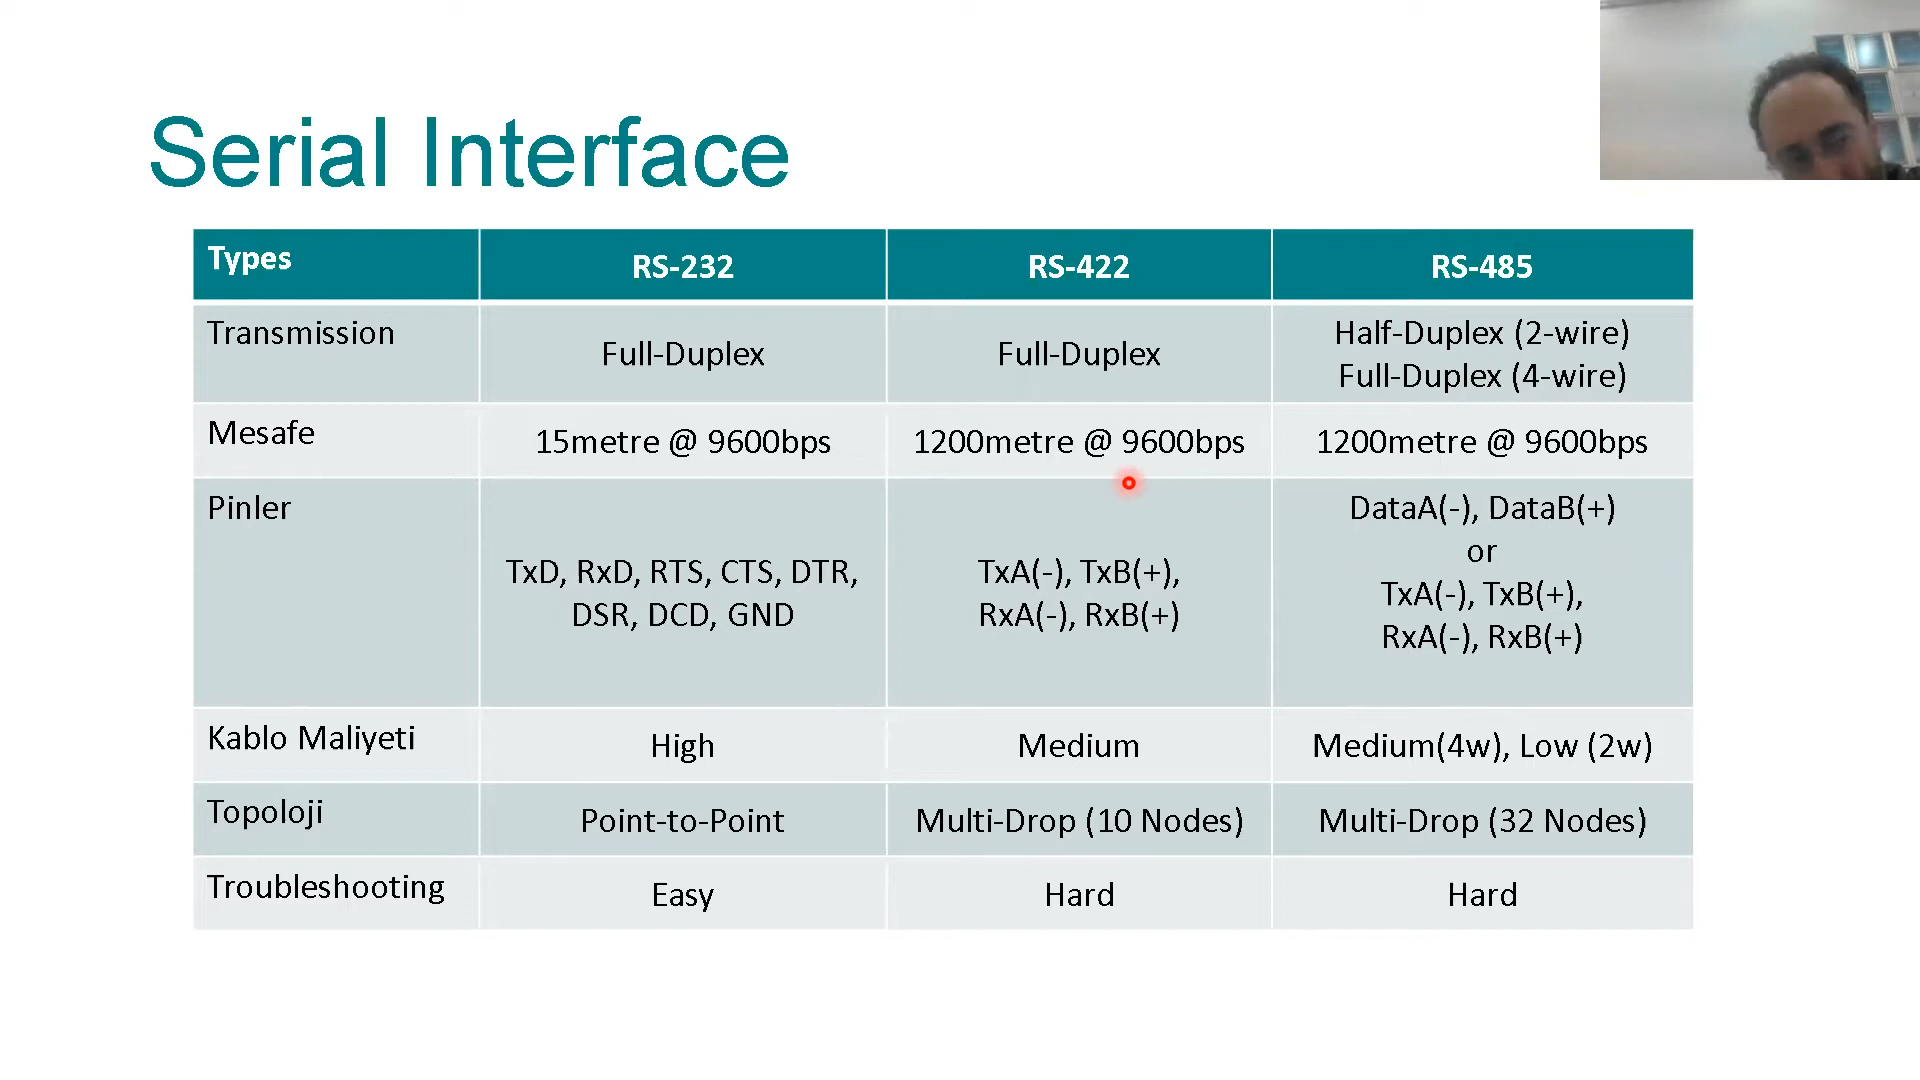 Serial Interface
Types RS-232 RS-422 RS-485
Transmission Full-Duplex Full-Duplex Half-Duplex (2-wire)
Full-Duplex (4-wire)
Mesafe 15metre @ 9600bps 1200metre @ 9600bps 1200metre @ 9600bps
Pinler
TxD, RxD, RTS, CTS, DTR,
DSR, DCD, GND
TxA(-), TxB(+),
RxA(-), RxB(+)
DataA(-), DataB(+)
or
TxA(-), TxB(+),
RxA(-), RxB(+)
Kablo Maliyeti High Medium Medium(4w), Low (2w)
Topoloji Point-to-Point Multi-Drop (10 Nodes) Multi-Drop (32 Nodes)
Troubleshooting Easy Hard Hard